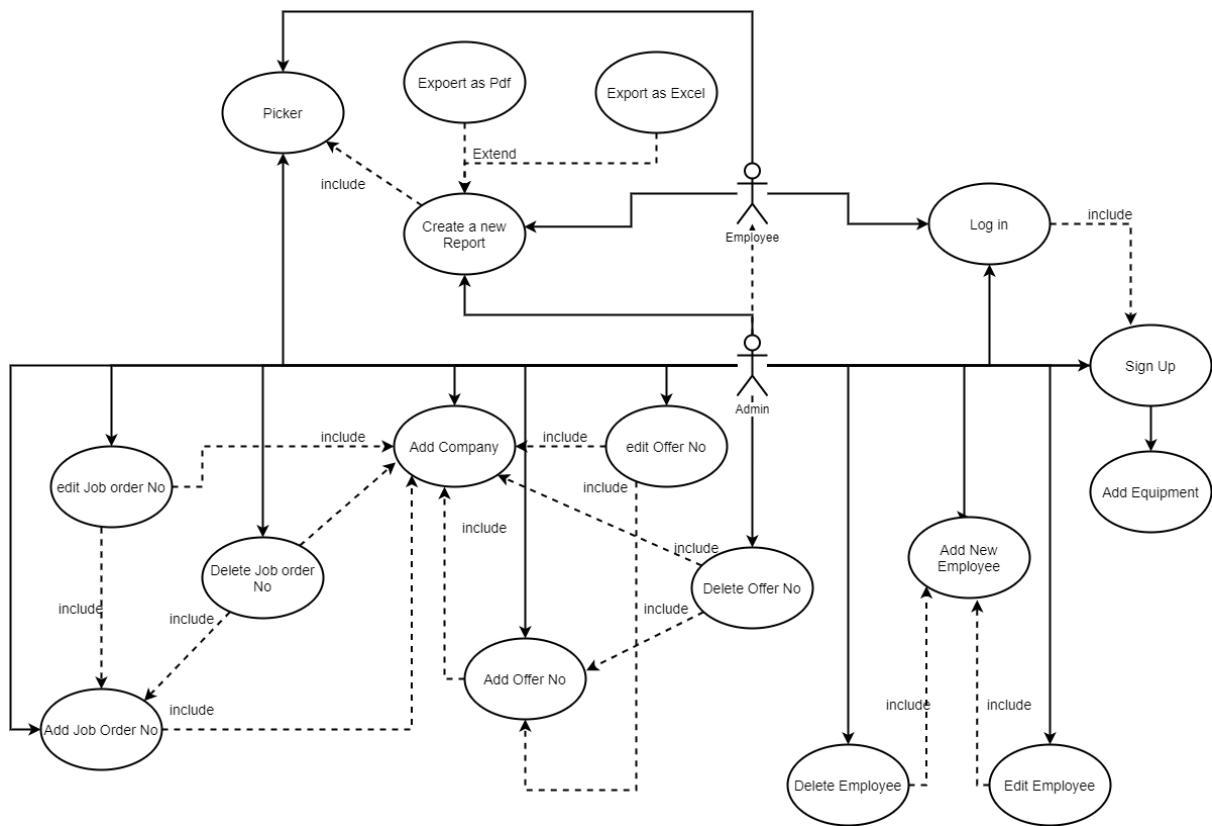 Expoert as Pdf
Export as Excel
Picker
Extend
include
Create a new
Report
Employee
Log in
include
Sign Up
Admin
include
Add Company
include
edit Offer No
edit Job order No
include
Add Equipment
include
include
Add New
Employee
Delete Job order
No
Delete Offer No
include
include
include
Add Offer No
include
include
include
Add Job Order No
Delete Employee
Edit Employee